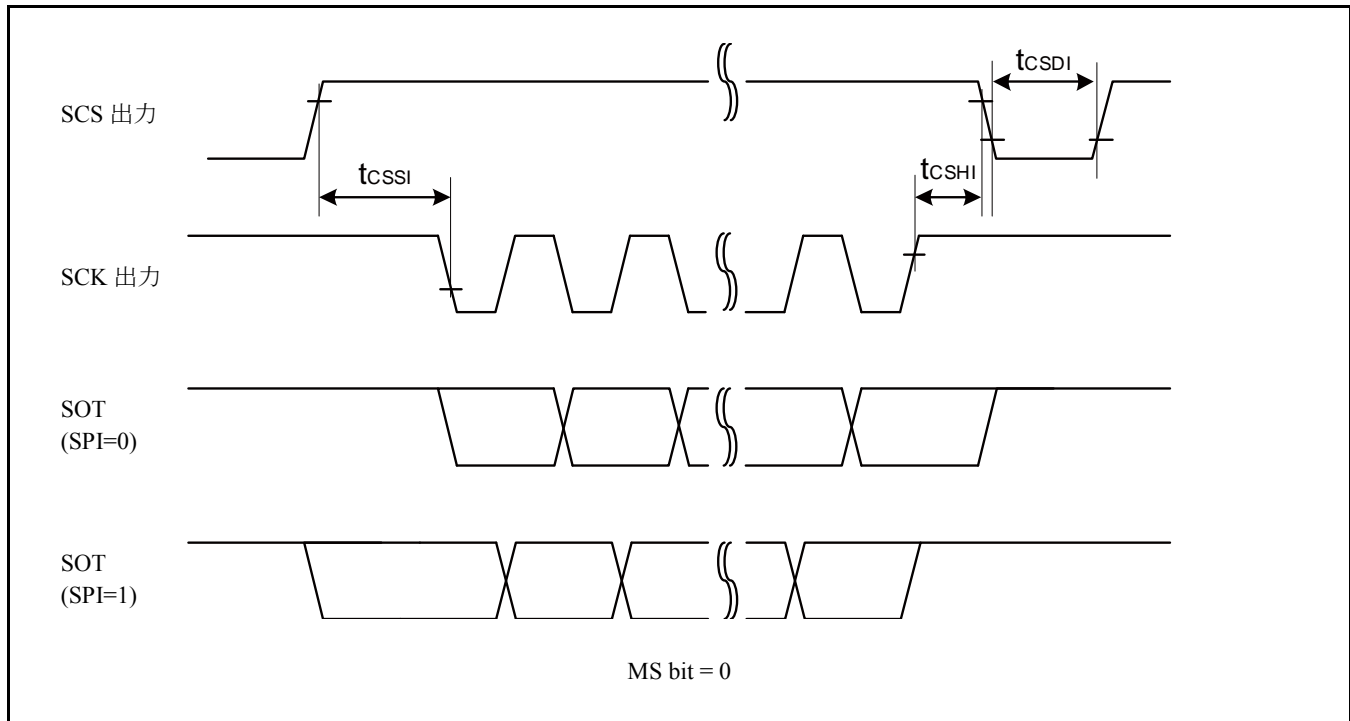 tCSDI
SCS 出力
tCSSI
tCSHI
SCK 出力
SOT
(SPI=0)
SOT
(SPI=1)
MS bit = 0